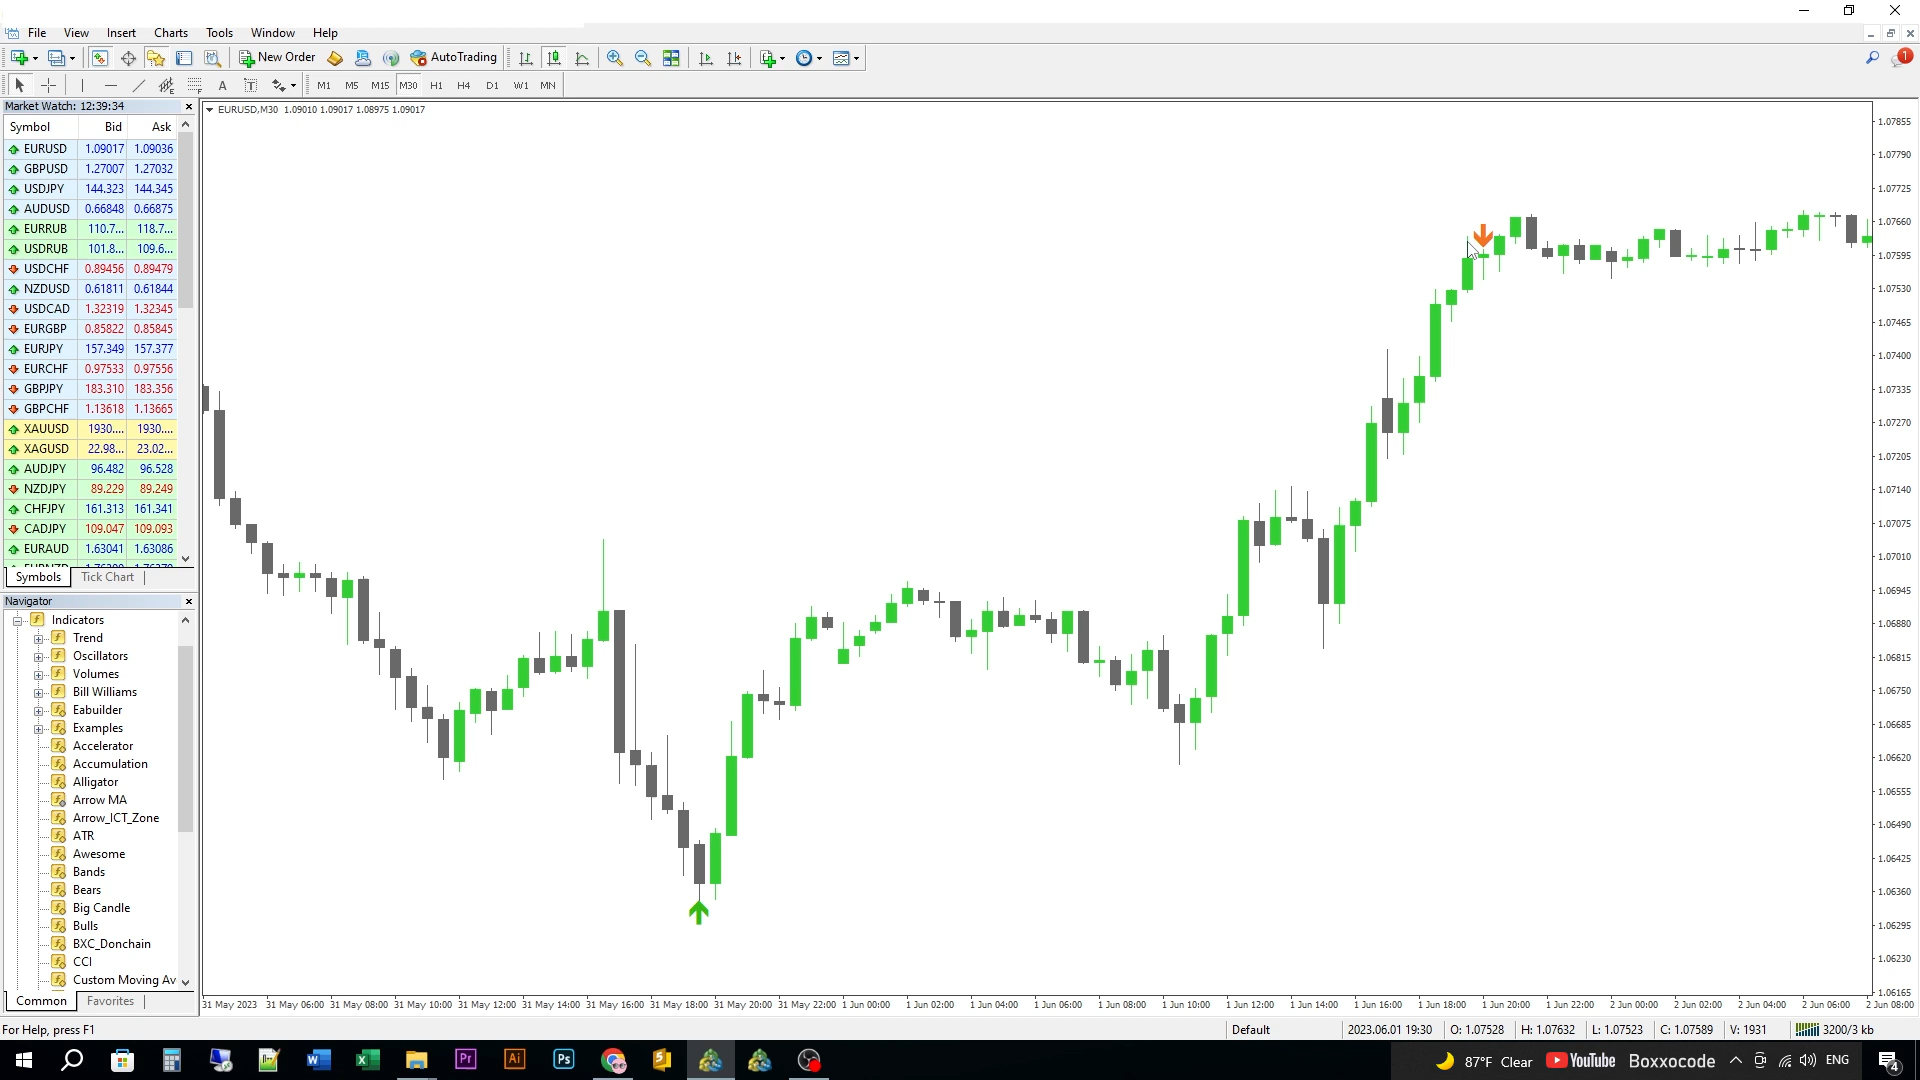 File View Insert Charts Tools Window Help
New Order AutoTrading 1
A T M1 M5 M15 M30 H1 H4 D1 W1 MN
Market Watch: 12:39:34
Symbol Bid Ask
EURUSD 1.09017 1.09036
GBPUSD 1.27007 1.27032
USDJPY 144.323 144.345
AUDUSD 0.66848 0.66875
EURRUB 110.7... 118.7...
USDRUB 101.8... 109.6...
USDCHF 0.89456 0.89479
NZDUSD 0.61811 0.61844
USDCAD 1.32319 1.32345
EURGBP 0.85822 0.85845
EURJPY 157.349 157.377
EURCHF 0.97533 0.97556
GBPJPY 183.310 183.356
GBPCHF 1.13618 1.13665
XAUUSD 1930.... 1930....
XAGUSD 22.98... 23.02...
AUDJPY 96.482 96.528
NZDJPY 89.229 89.249
CHFJPY 161.313 161.341
CADJPY 109.047 109.093
EURAUD 1.63041 1.63086
Symbols Tick Chart
Navigator
Indicators
Trend
Oscillators
Volumes
Bill Williams
Eabuilder
Examples
Accelerator
Accumulation
Alligator
Arrow MA
Arrow_ICT_Zone
ATR
Awesome
Bands
Bears
Big Candle
Bulls
BXC_Donchain
CCI
Custom Moving Av
Common Favorites
EURUSD,M30 1.09010 1.09017 1.08975 1.09017
1.07855
1.07790
1.07725
1.07660
1.07595
1.07530
1.07465
1.07400
1.07335
1.07270
1.07205
1.07140
1.07075
1.07010
1.06945
1.06880
1.06815
1.06750
1.06685
1.06620
1.06555
1.06490
1.06425
1.06360
1.06295
1.06230
1.06165
31 May 2023 31 May 06:00 31 May 08:00 31 May 10:00 31 May 12:00 31 May 14:00 31 May 16:00 31 May 18:00 31 May 20:00 31 May 22:00 1 Jun 00:00 1 Jun 02:00 1 Jun 04:00 1 Jun 06:00 1 Jun 08:00 1 Jun 10:00 1 Jun 12:00 1 Jun 14:00 1 Jun 16:00 1 Jun 18:00 1 Jun 20:00 1 Jun 22:00 2 Jun 00:00 2 Jun 02:00 2 Jun 04:00 2 Jun 06:00 2 Jun 08:00
For Help, press F1 Default 2023.06.01 19:30 O: 1.07528 H: 1.07632 L: 1.07523 C: 1.07589 V: 1931 3200/3 kb
Pr Ai Ps 87°F Clear YouTube Boxxocode ENG 4